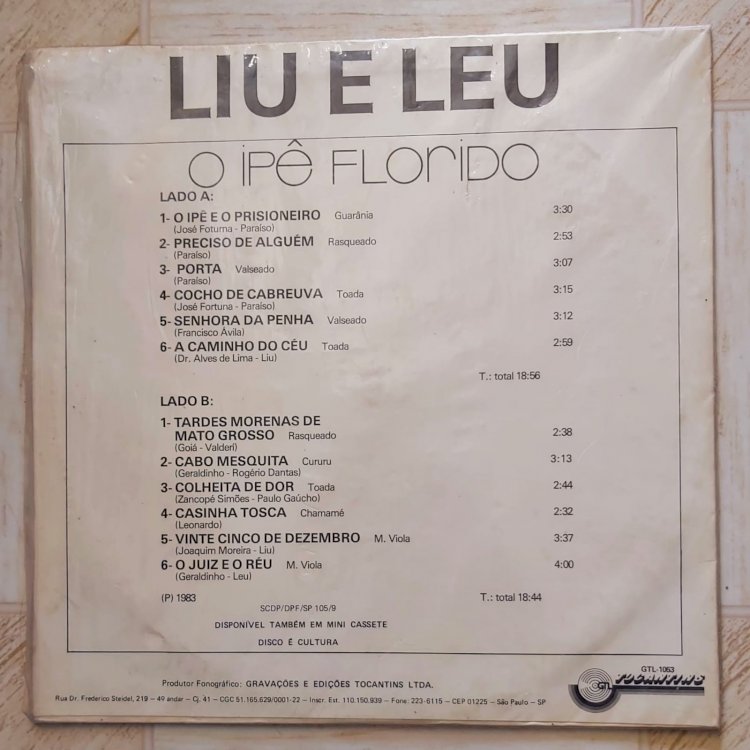 LIU E LEU
O IPÊ FLORIDO
LADO A:
1- O IPÊ E O PRISIONEIRO Guarânia 3:30
(José Fotuma - Paraíso)
2- PRECISO DE ALGUÉM Rasqueado 2:53
(Paraíso)
3- PORTA Valseado 3:07
(Paraíso)
4- COCHO DE CABREUVA Toada 3:15
(José Fortuna - Paraíso)
5- SENHORA DA PENHA Valseado 3:12
(Francisco Ávila)
6- A CAMINHO DO CÉU Toada 2:59
(Dr. Alves de Lima - Liu)
T.: total 18:56
LADO B:
1- TARDES MORENAS DE
MATO GROSSO Rasqueado 2:38
(Goiá - Valderí)
2- CABO MESQUITA Cururu 3:13
(Geraldinho - Rogério Dantas)
3- COLHEITA DE DOR Toada 2:44
(Zancopé Simões - Paulo Gaúcho)
4- CASINHA TOSCA Chamamé 2:32
(Leonardo)
5- VINTE CINCO DE DEZEMBRO M. Viola 3:37
(Joaquim Moreira - Liu)
6- O JUIZ E O RÉU M. Viola 4:00
(Geraldinho - Leu)
(P) 1983 T.: total 18:44
SCDP/DPF/SP 105/9
DISPONÍVEL TAMBÉM EM MINI CASSETE
DISCO É CULTURA
GTL-1063
GTL TOCANTINS
Produtor Fonográfico: GRAVAÇÕES E EDIÇÕES TOCANTINS LTDA.
Rua Dr. Frederico Steidel, 219 - 4º andar - Cj. 41 - CGC 51.165.629/0001-22 - Inscr. Est. 110.150.939 - Fone: 223-6115 - CEP 01225 - São Paulo - SP